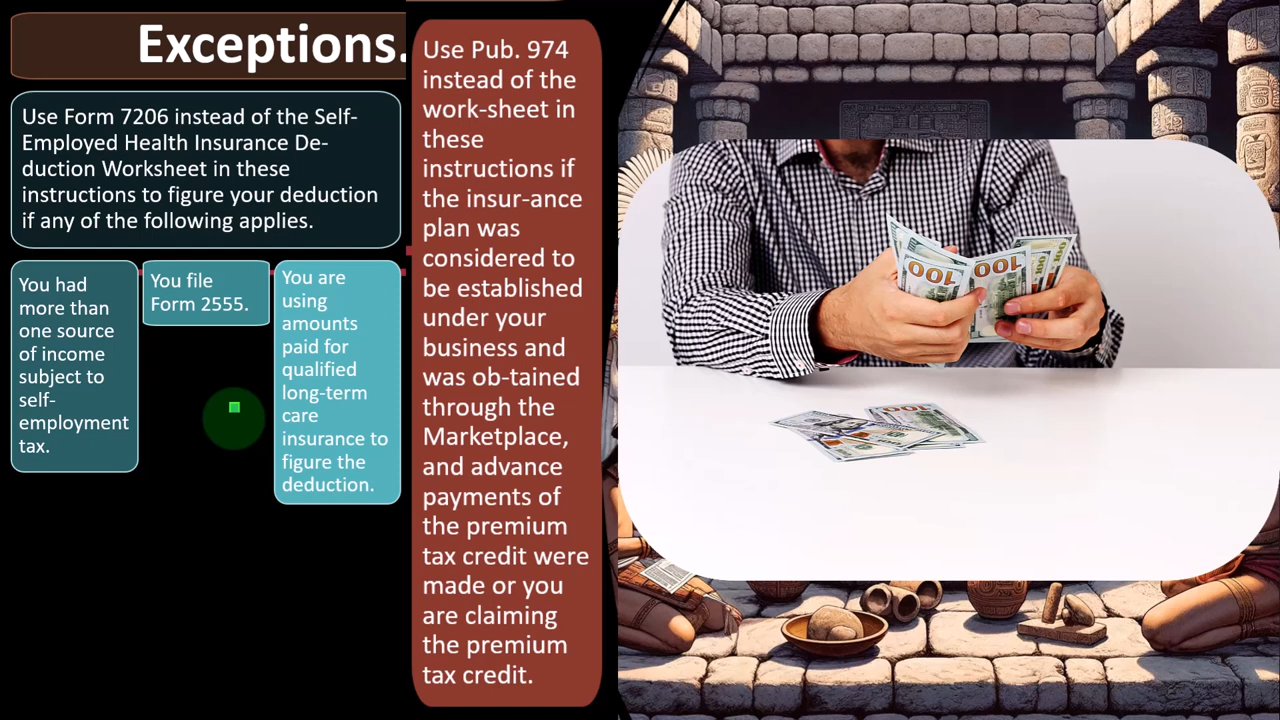 Exceptions.
Use Form 7206 instead of the Self-
Employed Health Insurance De-
duction Worksheet in these
instructions to figure your deduction
if any of the following applies.
You had
more than
one source
of income
subject to
self-
employment
tax.
You file
Form 2555.
You are
using
amounts
paid for
qualified
long-term
care
insurance to
figure the
deduction.
Use Pub. 974
instead of the
work-sheet in
these
instructions if
the insur-ance
plan was
considered to
be established
under your
business and
was ob-tained
through the
Marketplace,
and advance
payments of
the premium
tax credit were
made or you
are claiming
the premium
tax credit.
100
100
100
100